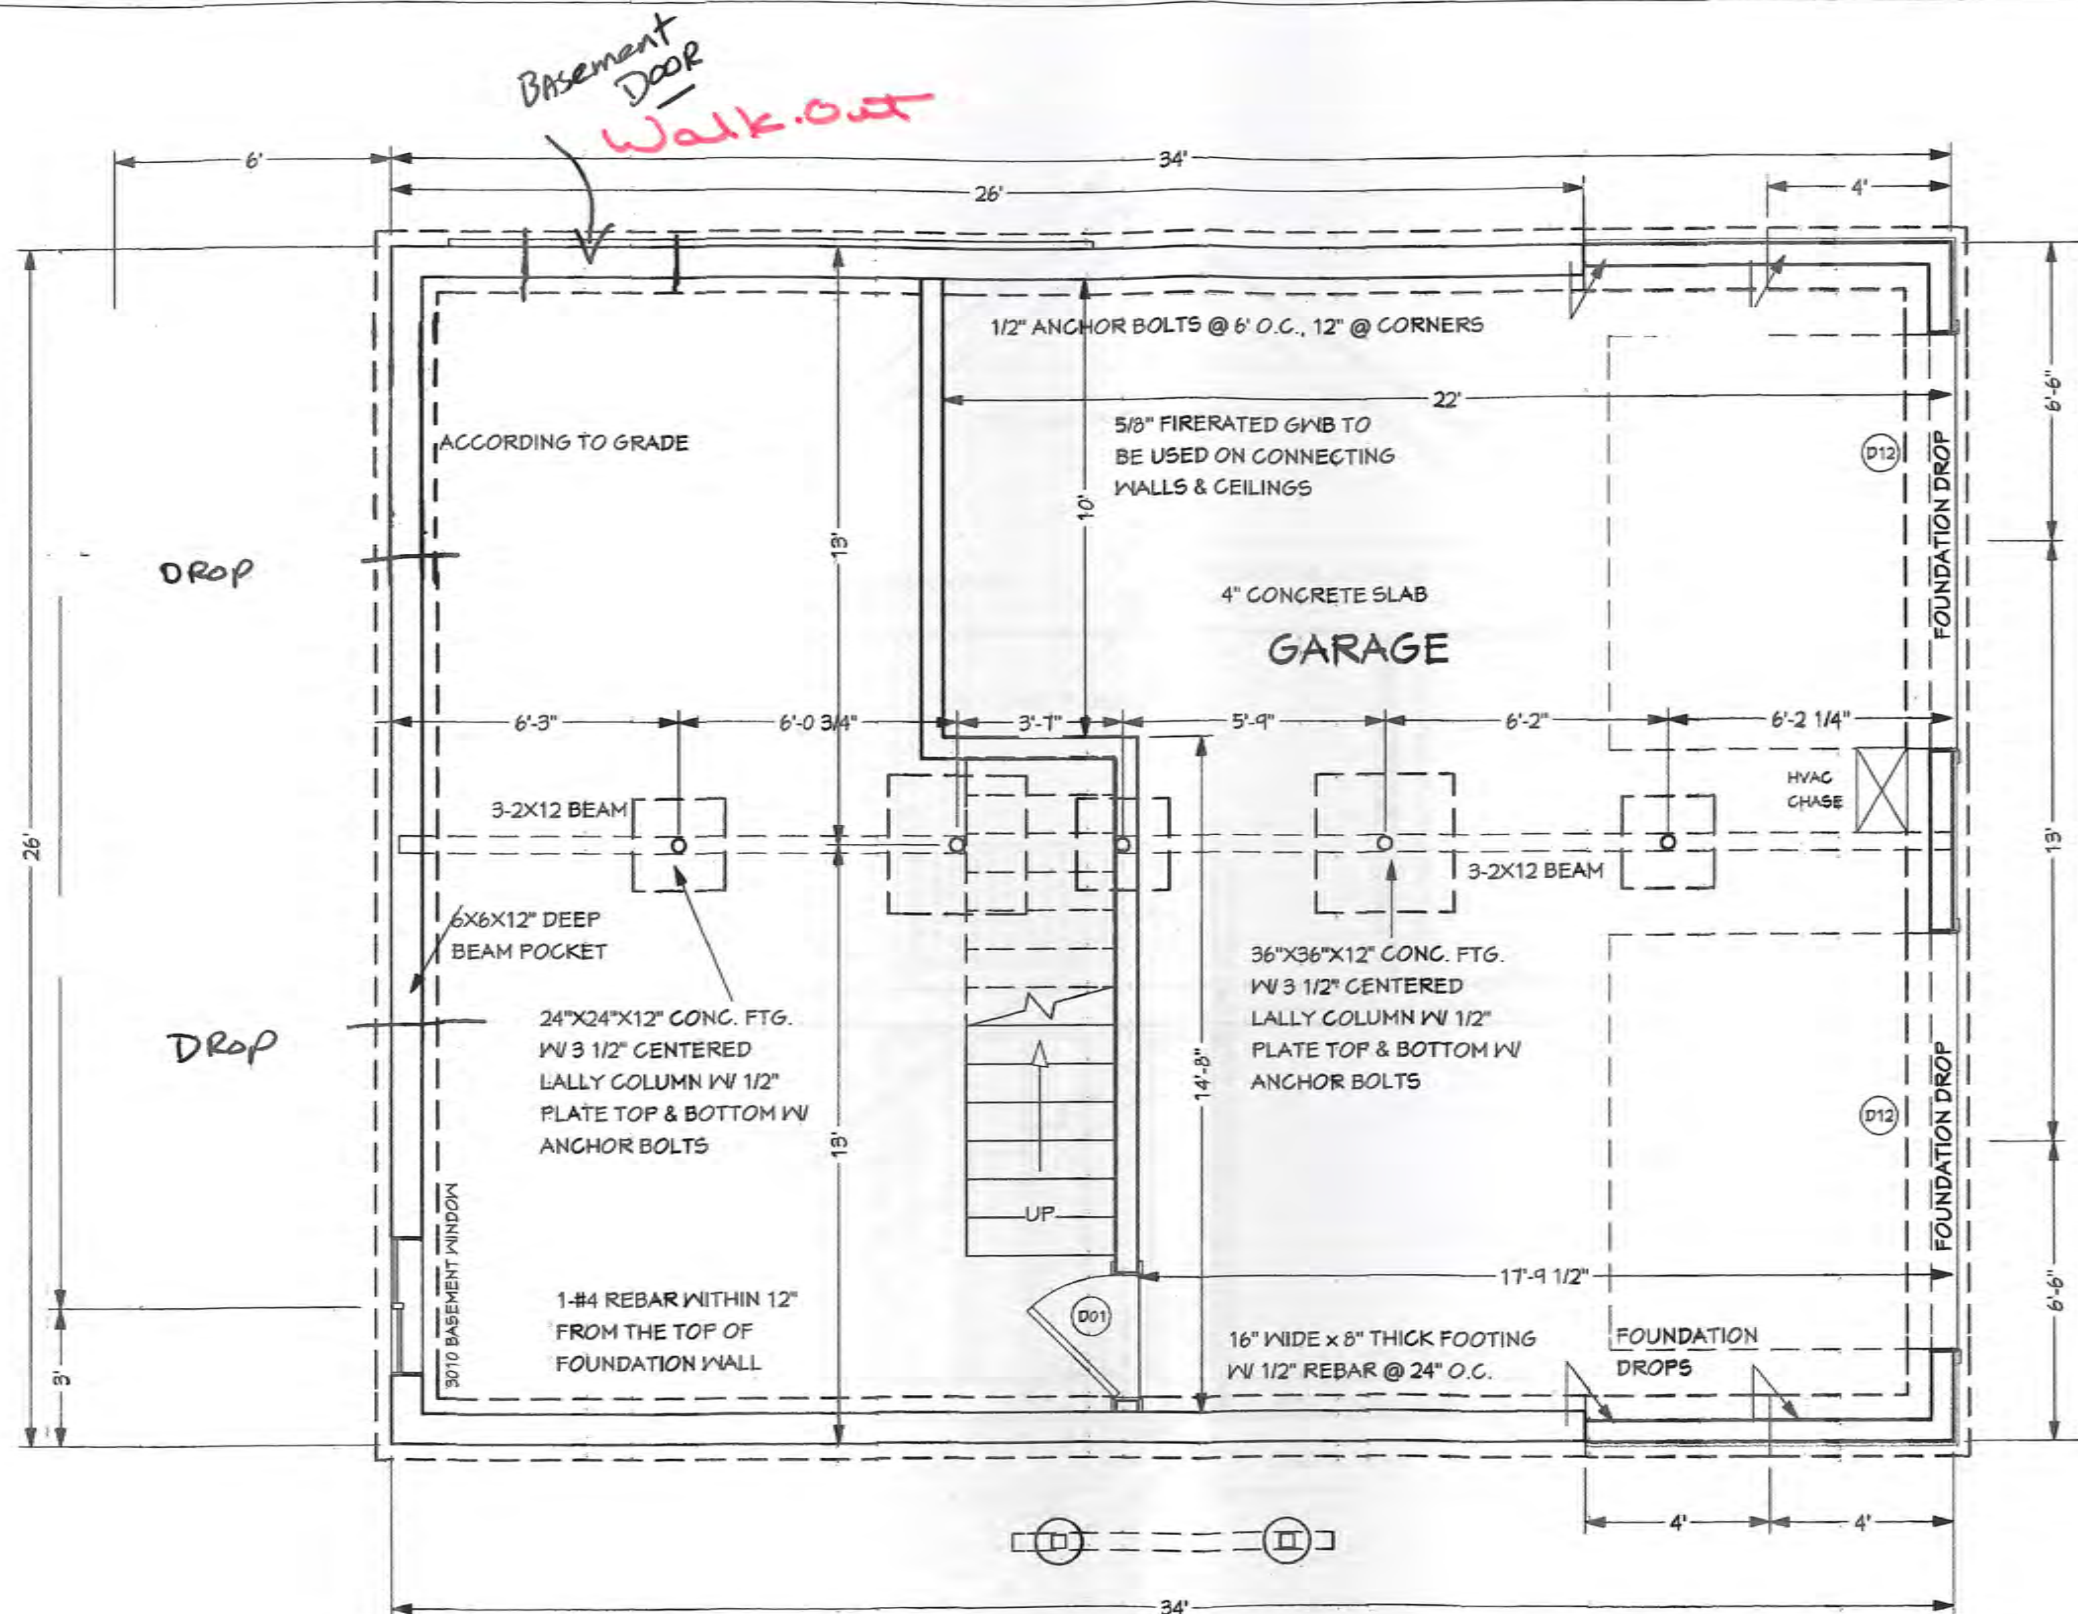 Basement
DOOR
Walk.Out
6'
34'
26'
4'
1/2" ANCHOR BOLTS @ 6' O.C., 12" @ CORNERS
22'
6'-6"
ACCORDING TO GRADE
5/8" FIRERATED GWB TO
BE USED ON CONNECTING
WALLS & CEILINGS
D12
FOUNDATION DROP
10'
13'
DROP
4" CONCRETE SLAB
GARAGE
6'-3"
6'-0 3/4"
3'-7"
5'-9"
6'-2"
6'-2 1/4"
HVAC
CHASE
3-2X12 BEAM
26'
13'
3-2X12 BEAM
6X6X12" DEEP
BEAM POCKET
36"X36"X12" CONC. FTG.
W/ 3 1/2" CENTERED
LALLY COLUMN W/ 1/2"
PLATE TOP & BOTTOM W/
ANCHOR BOLTS
DROP
24"X24"X12" CONC. FTG.
W/ 3 1/2" CENTERED
LALLY COLUMN W/ 1/2"
PLATE TOP & BOTTOM W/
ANCHOR BOLTS
14'-8"
13'
D12
FOUNDATION DROP
UP
3010 BASEMENT WINDOW
17'-9 1/2"
6'-6"
1-#4 REBAR WITHIN 12"
FROM THE TOP OF
FOUNDATION WALL
D01
16" WIDE x 8" THICK FOOTING
W/ 1/2" REBAR @ 24" O.C.
FOUNDATION
DROPS
3'
4'
4'
34'